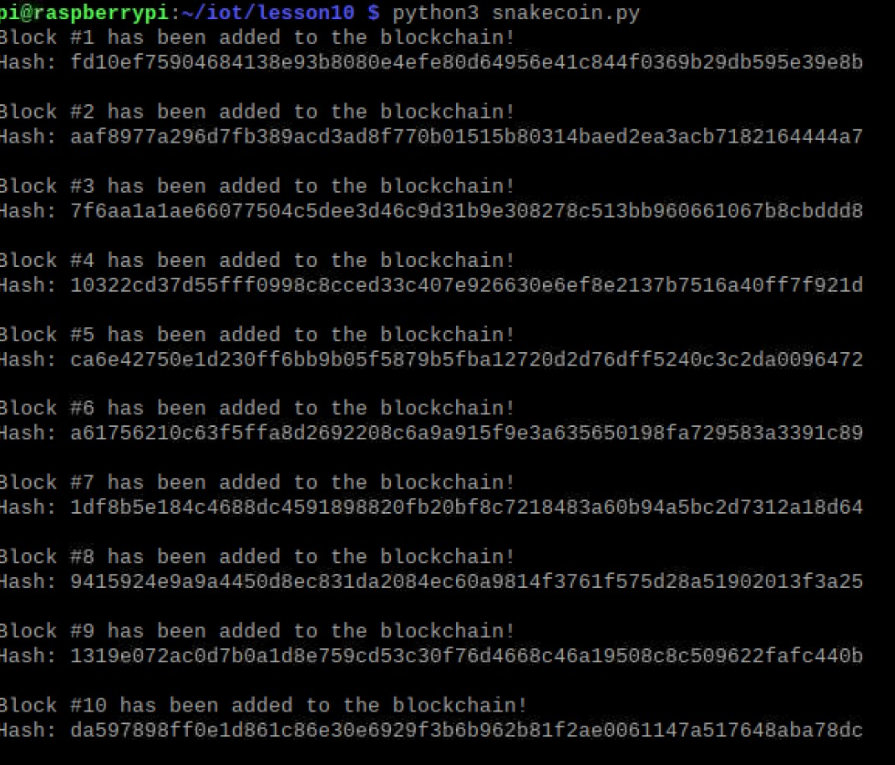 pi@raspberrypi:~/iot/lesson10 $ python3 snakecoin.py
Block #1 has been added to the blockchain!
Hash: fd10ef75904684138e93b8080e4efe80d64956e41c844f0369b29db595e39e8b
Block #2 has been added to the blockchain!
Hash: aaf8977a296d7fb389acd3ad8f770b01515b80314baed2ea3acb7182164444a7
Block #3 has been added to the blockchain!
Hash: 7f6aa1a1ae66077504c5dee3d46c9d31b9e308278c513bb960661067b8cbddd8
Block #4 has been added to the blockchain!
Hash: 10322cd37d55fff0998c8cced33c407e926630e6ef8e2137b7516a40ff7f921d
Block #5 has been added to the blockchain!
Hash: ca6e42750e1d230ff6bb9b05f5879b5fba12720d2d76dff5240c3c2da0096472
Block #6 has been added to the blockchain!
Hash: a61756210c63f5ffa8d2692208c6a9a915f9e3a635650198fa729583a3391c89
Block #7 has been added to the blockchain!
Hash: 1df8b5e184c4688dc4591898820fb20bf8c7218483a60b94a5bc2d7312a18d64
Block #8 has been added to the blockchain!
Hash: 9415924e9a9a4450d8ec831da2084ec60a9814f3761f575d28a51902013f3a25
Block #9 has been added to the blockchain!
Hash: 1319e072ac0d7b0a1d8e759cd53c30f76d4668c46a19508c8c509622fafc440b
Block #10 has been added to the blockchain!
Hash: da597898ff0e1d861c86e30e6929f3b6b962b81f2ae0061147a517648aba78dc